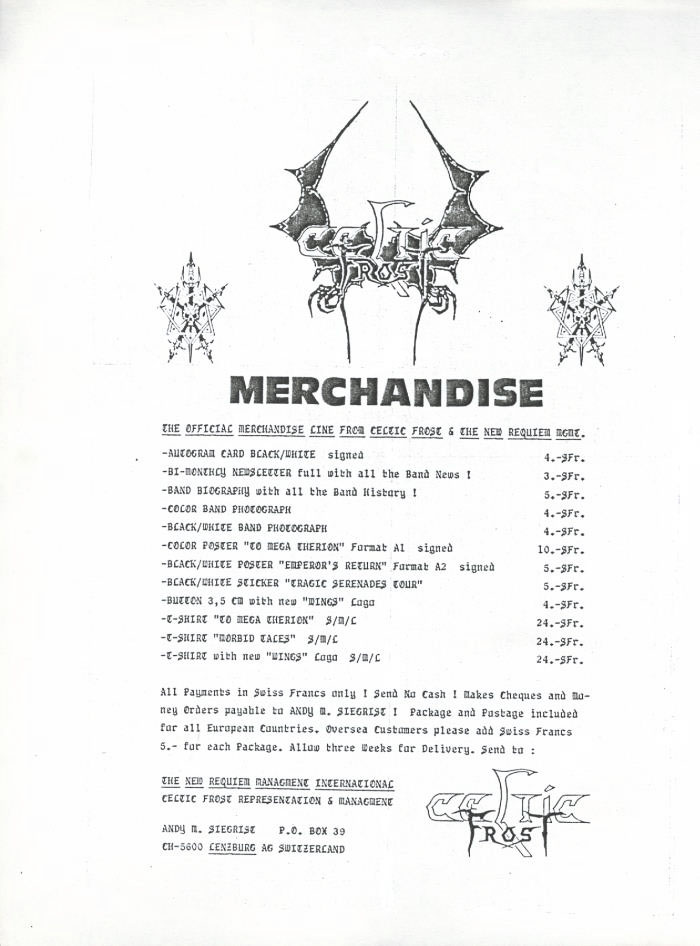 Celtic
Frost
MERCHANDISE
THE OFFICIAL MERCHANDISE LINE FROM CELTIC FROST & THE NEW REQUIEM MGMT.
-AUTOGRAM CARD BLACK/WHITE signed 4.-SFr.
-BI-MONTHLY NEWSLETTER full with all the Band News ! 3.-SFr.
-BAND BIOGRAPHY with all the Band History ! 5.-SFr.
-COLOR BAND PHOTOGRAPH 4.-SFr.
-BLACK/WHITE BAND PHOTOGRAPH 4.-SFr.
-COLOR POSTER "TO MEGA THERION" Format A1 signed 10.-SFr.
-BLACK/WHITE POSTER "EMPEROR'S RETURN" Format A2 signed 5.-SFr.
-BLACK/WHITE STICKER "TRAGIC SERENADES TOUR" 5.-SFr.
-BUTTON 3,5 CM with new "WINGS" Logo 4.-SFr.
-T-SHIRT "TO MEGA THERION" S/M/L 24.-SFr.
-T-SHIRT "MORBID TALES" S/M/L 24.-SFr.
-T-SHIRT with new "WINGS" Logo S/M/L 24.-SFr.
All Payments in Swiss Francs only ! Send No Cash ! Makes Cheques and Mo-
ney Orders payable to ANDY M. SIEGRIST ! Package and Postage included
for all European Countries. Oversea Customers please add Swiss Francs
5.- for each Package. Allow three Weeks for Delivery. Send to :
THE NEW REQUIEM MANAGMENT INTERNATIONAL
CELTIC FROST REPRESENTATION & MANAGMENT
ANDY M. SIEGRIST P.O. BOX 39
CH-5600 LENZBURG AG SWITZERLAND
Celtic
Frost